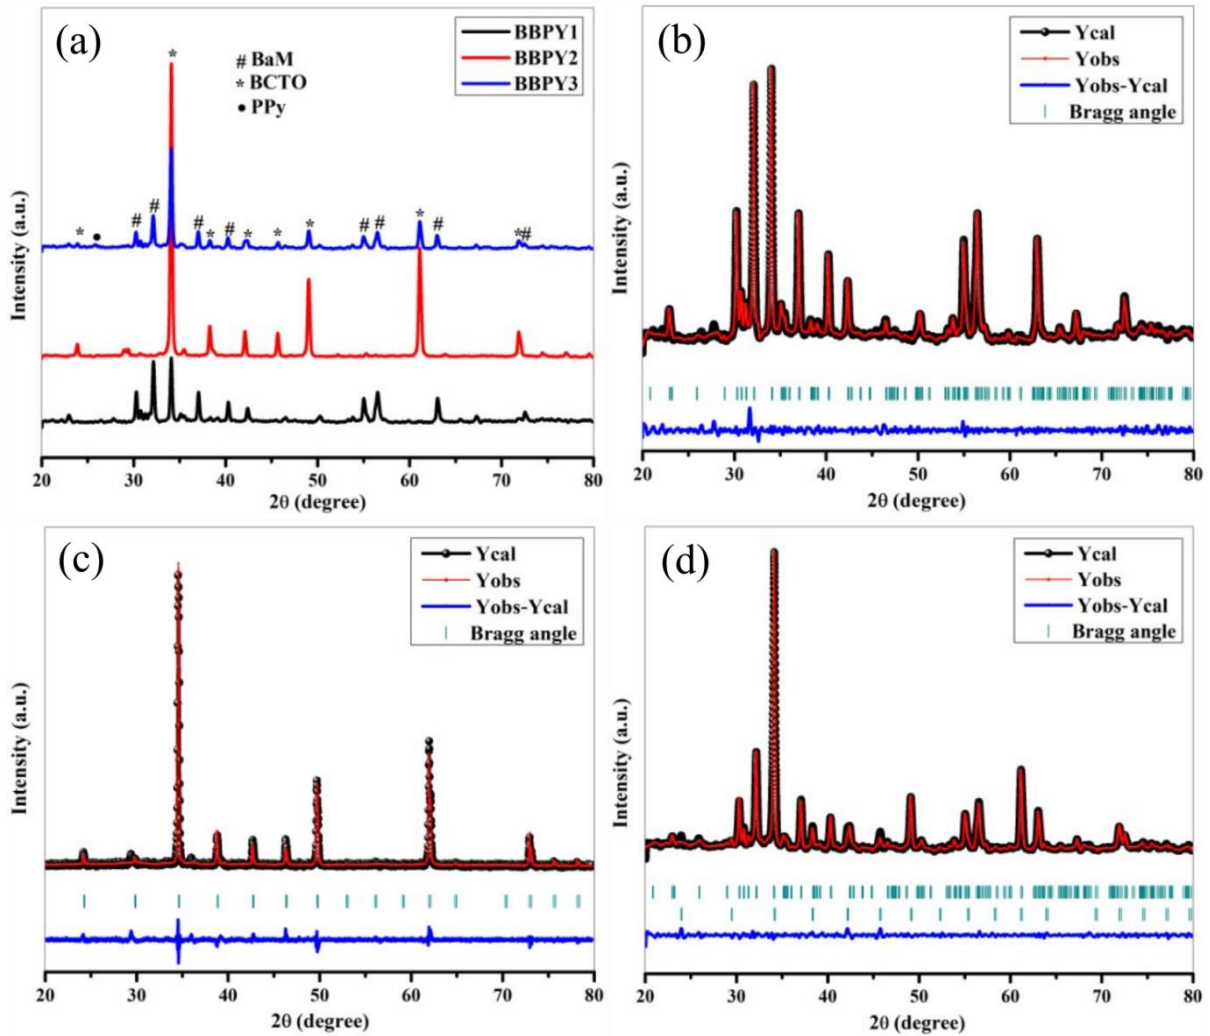 (a)
# BaM
* BCTO
● PPy
BBPY1
BBPY2
BBPY3
*
* ● # # # * # * * * # # * # * #
Intensity (a.u.)
20 30 40 50 60 70 80
2θ (degree)
(b)
Ycal
Yobs
Yobs-Ycal
Bragg angle
Intensity (a.u.)
20 30 40 50 60 70 80
2θ (degree)
(c)
Ycal
Yobs
Yobs-Ycal
Bragg angle
Intensity (a.u.)
20 30 40 50 60 70 80
2θ (degree)
(d)
Ycal
Yobs
Yobs-Ycal
Bragg angle
Intensity (a.u.)
20 30 40 50 60 70 80
2θ (degree)